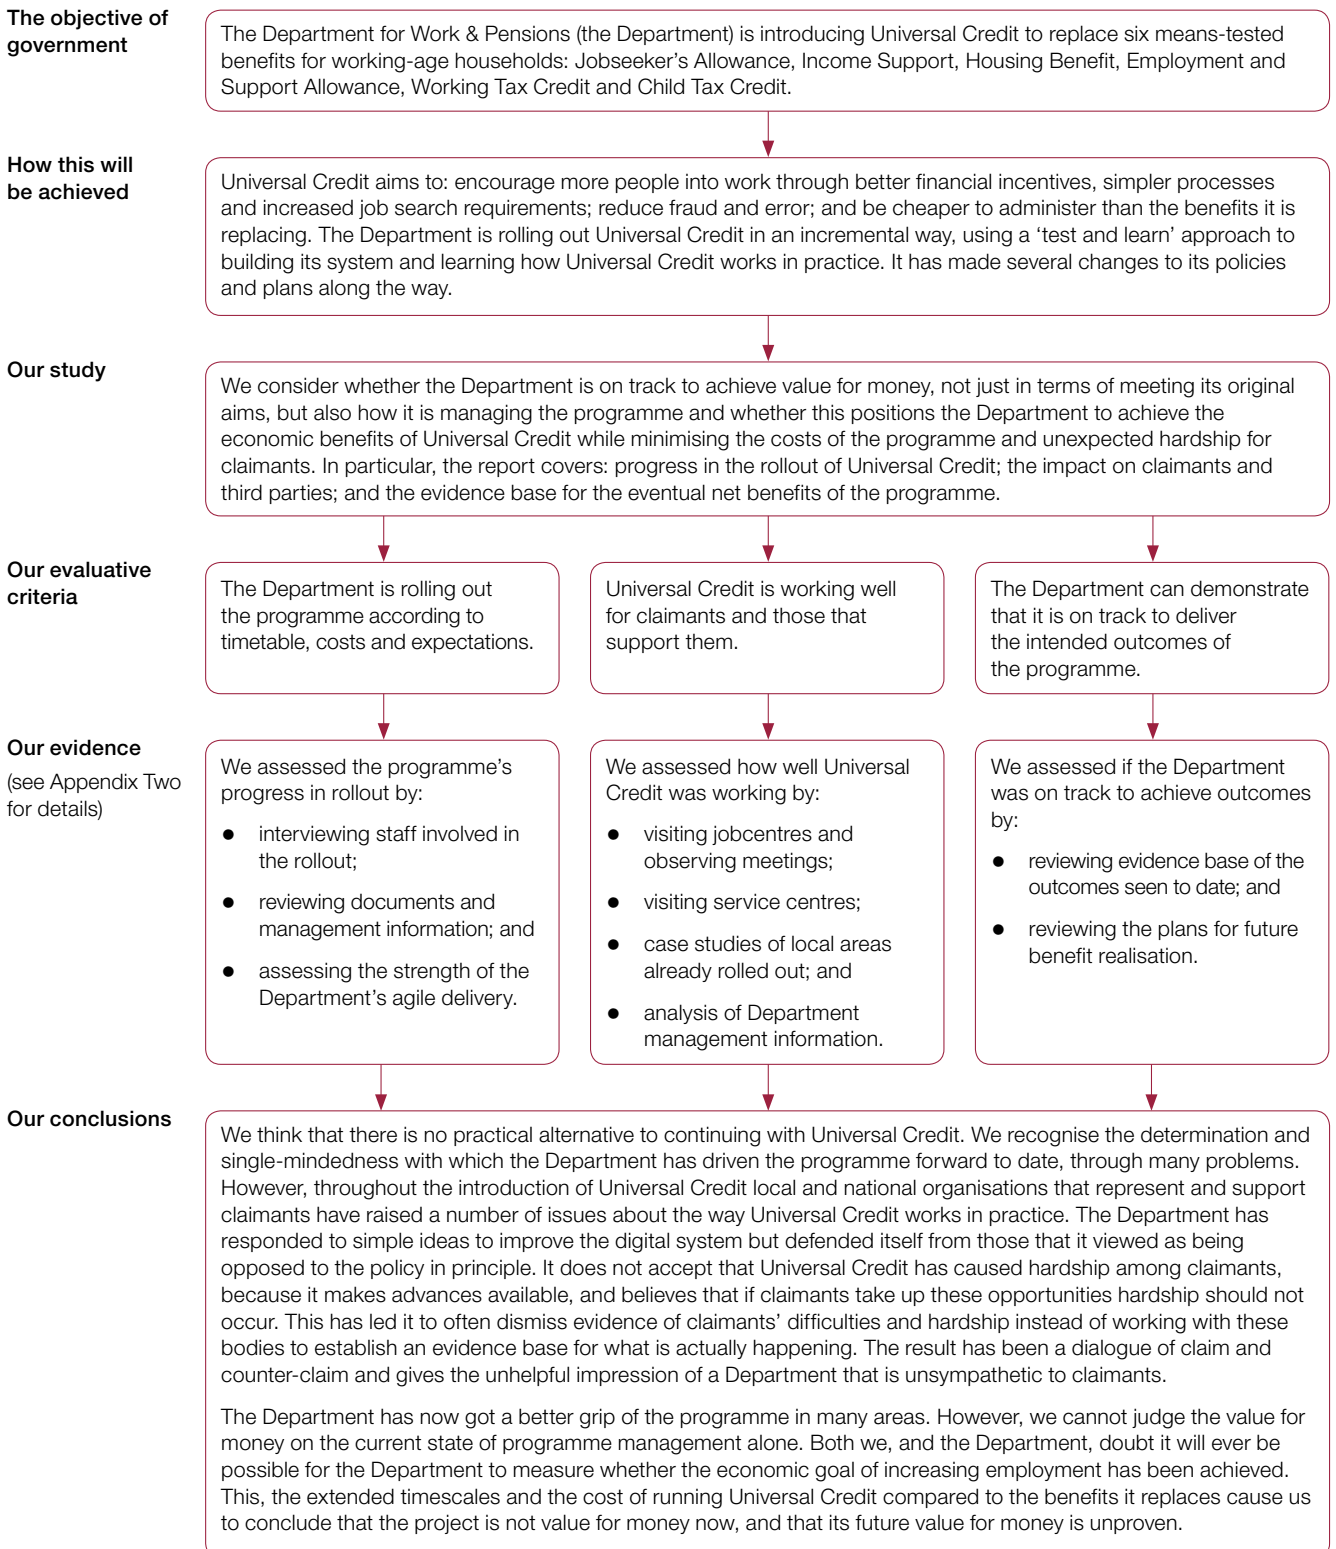 The objective of
government
The Department for Work & Pensions (the Department) is introducing Universal Credit to replace six means-tested
benefits for working-age households: Jobseeker’s Allowance, Income Support, Housing Benefit, Employment and
Support Allowance, Working Tax Credit and Child Tax Credit.
How this will
be achieved
Universal Credit aims to: encourage more people into work through better financial incentives, simpler processes
and increased job search requirements; reduce fraud and error; and be cheaper to administer than the benefits it is
replacing. The Department is rolling out Universal Credit in an incremental way, using a ‘test and learn’ approach to
building its system and learning how Universal Credit works in practice. It has made several changes to its policies
and plans along the way.
Our study
We consider whether the Department is on track to achieve value for money, not just in terms of meeting its original
aims, but also how it is managing the programme and whether this positions the Department to achieve the
economic benefits of Universal Credit while minimising the costs of the programme and unexpected hardship for
claimants. In particular, the report covers: progress in the rollout of Universal Credit; the impact on claimants and
third parties; and the evidence base for the eventual net benefits of the programme.
Our evaluative
criteria
The Department is rolling out
the programme according to
timetable, costs and expectations.
Universal Credit is working well
for claimants and those that
support them.
The Department can demonstrate
that it is on track to deliver
the intended outcomes of
the programme.
Our evidence
(see Appendix Two
for details)
We assessed the programme’s
progress in rollout by:
● interviewing staff involved in
the rollout;
● reviewing documents and
management information; and
● assessing the strength of the
Department’s agile delivery.
We assessed how well Universal
Credit was working by:
● visiting jobcentres and
observing meetings;
● visiting service centres;
● case studies of local areas
already rolled out; and
● analysis of Department
management information.
We assessed if the Department
was on track to achieve outcomes
by:
● reviewing evidence base of the
outcomes seen to date; and
● reviewing the plans for future
benefit realisation.
Our conclusions
We think that there is no practical alternative to continuing with Universal Credit. We recognise the determination and
single-mindedness with which the Department has driven the programme forward to date, through many problems.
However, throughout the introduction of Universal Credit local and national organisations that represent and support
claimants have raised a number of issues about the way Universal Credit works in practice. The Department has
responded to simple ideas to improve the digital system but defended itself from those that it viewed as being
opposed to the policy in principle. It does not accept that Universal Credit has caused hardship among claimants,
because it makes advances available, and believes that if claimants take up these opportunities hardship should not
occur. This has led it to often dismiss evidence of claimants’ difficulties and hardship instead of working with these
bodies to establish an evidence base for what is actually happening. The result has been a dialogue of claim and
counter-claim and gives the unhelpful impression of a Department that is unsympathetic to claimants.
The Department has now got a better grip of the programme in many areas. However, we cannot judge the value for
money on the current state of programme management alone. Both we, and the Department, doubt it will ever be
possible for the Department to measure whether the economic goal of increasing employment has been achieved.
This, the extended timescales and the cost of running Universal Credit compared to the benefits it replaces cause us
to conclude that the project is not value for money now, and that its future value for money is unproven.